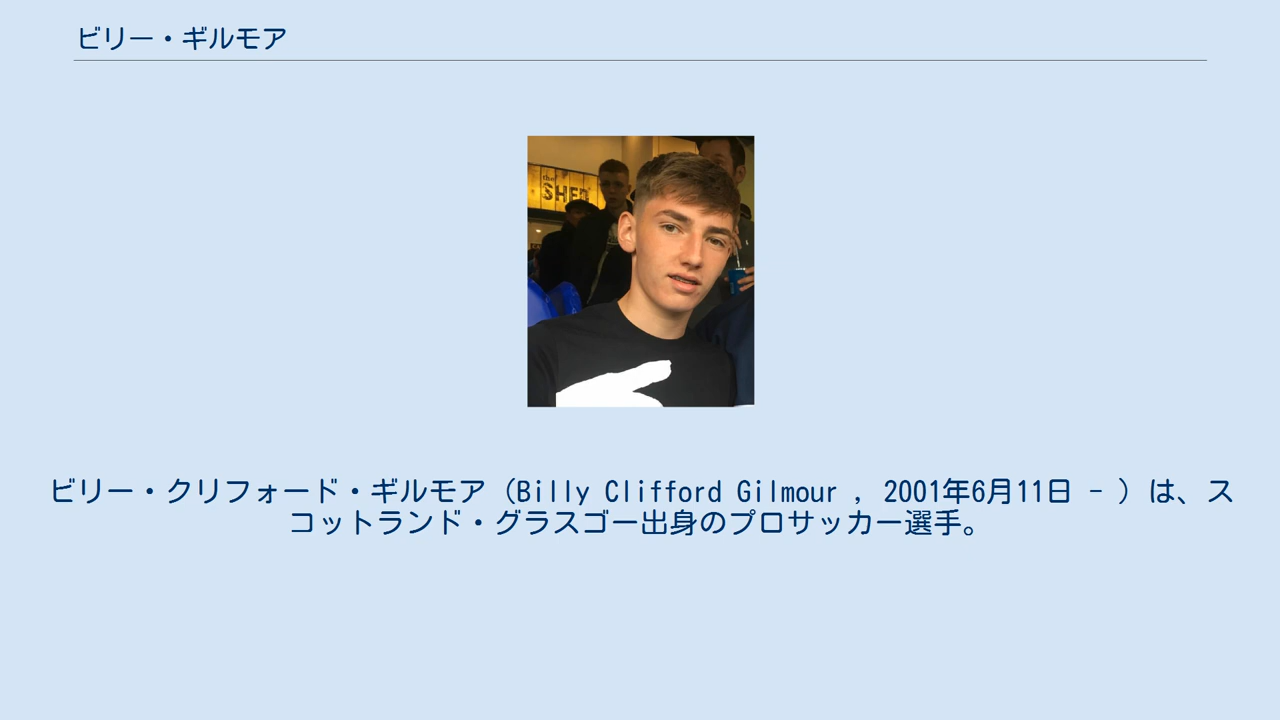 ビリー・ギルモア
the
SHED
ビリー・クリフォード・ギルモア（Billy Clifford Gilmour , 2001年6月11日 - ）は、ス
コットランド・グラスゴー出身のプロサッカー選手。